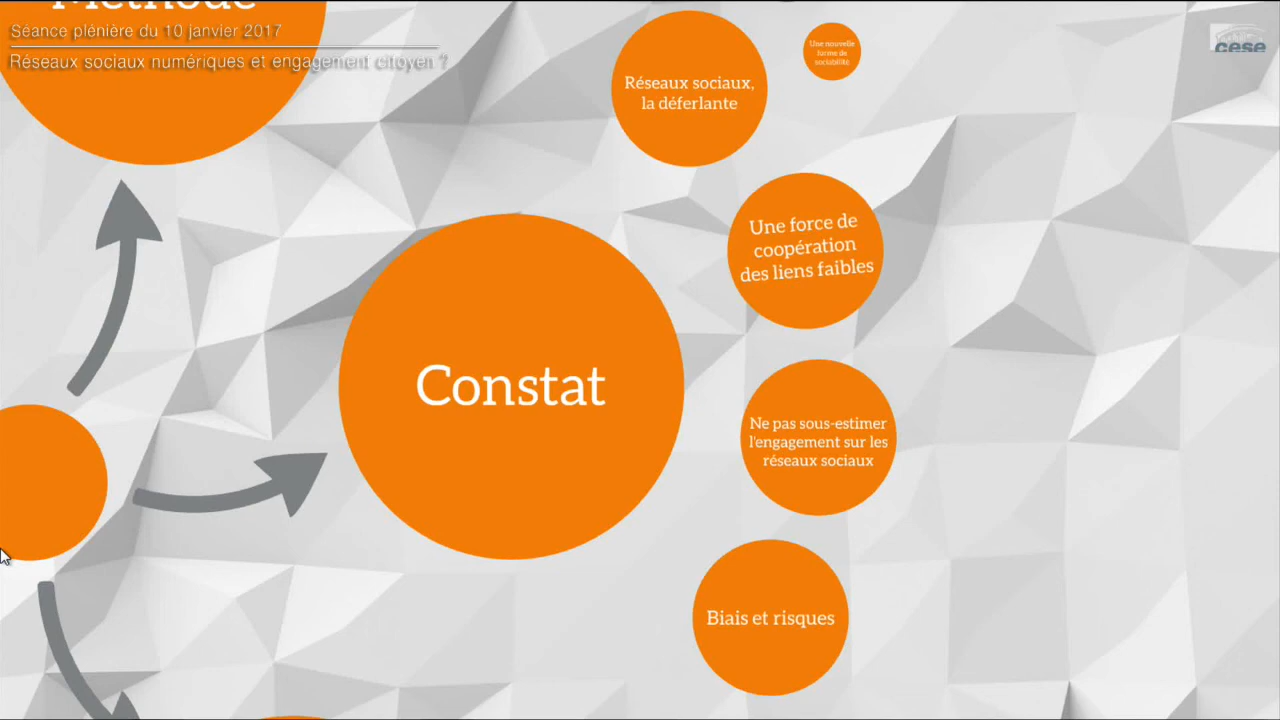 Méthode
Séance plénière du 10 janvier 2017
Réseaux sociaux numériques et engagement citoyen ?
cese
Réseaux sociaux,
la déferlante
Une nouvelle
forme de
sociabilité
Une force de
coopération
des liens faibles
Constat
Ne pas sous-estimer
l'engagement sur les
réseaux sociaux
Biais et risques